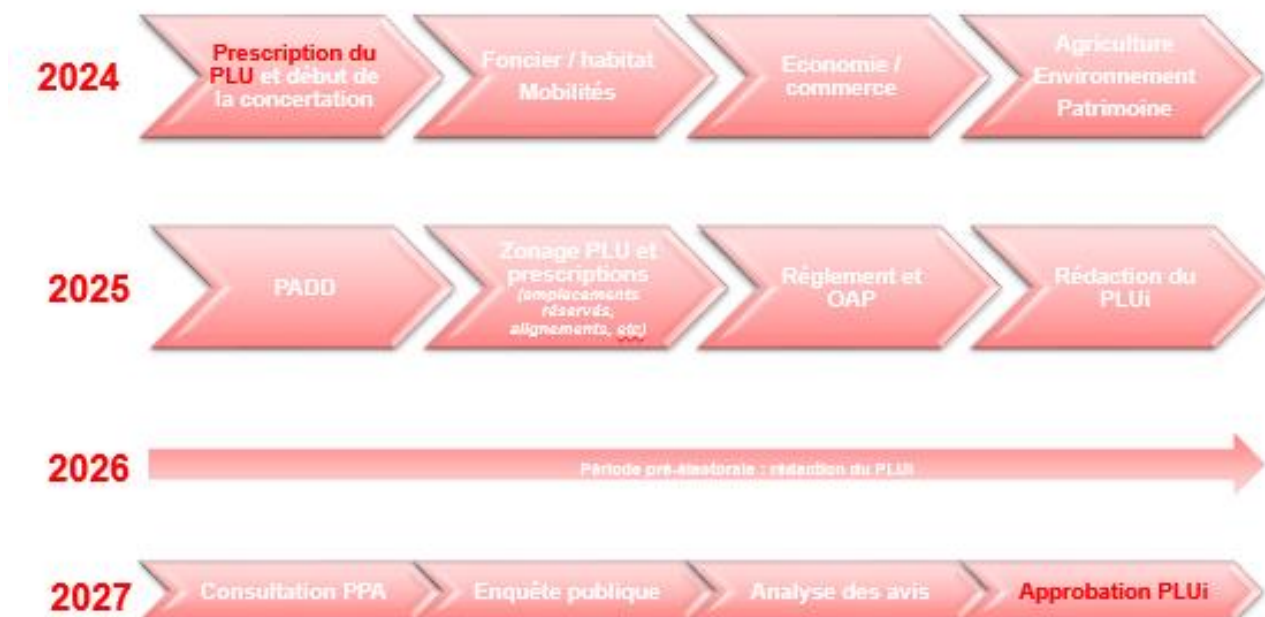 2024
Prescription du
PLU et début de
la concertation
Foncier / habitat
Mobilités
Economie /
commerce
Agriculture
Environnement
Patrimoine
2025
PADD
Zonage PLU et
prescriptions
(emplacements
réservés,
alignements, etc)
Réglement et
OAP
Rédaction du
PLUi
2026
Période pré-électorale : rédaction du PLUi
2027
Consultation PPA
Enquête publique
Analyse des avis
Approbation PLUi